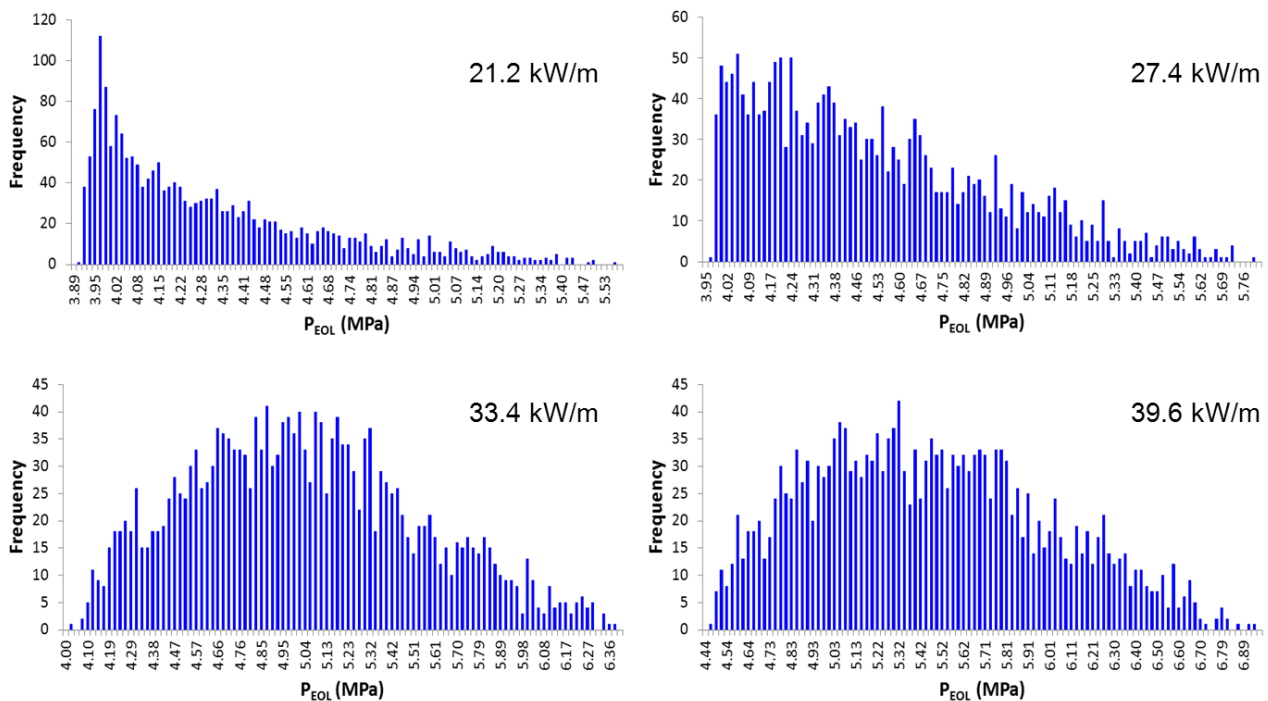 120
100
80
60
40
20
0
Frequency
21.2 kW/m
3.89 3.95 4.02 4.08 4.15 4.22 4.28 4.35 4.41 4.48 4.55 4.61 4.68 4.74 4.81 4.87 4.94 5.01 5.07 5.14 5.20 5.27 5.34 5.40 5.47 5.53
PEOL (MPa)
60
50
40
30
20
10
0
Frequency
27.4 kW/m
3.95 4.02 4.10 4.17 4.24 4.31 4.38 4.46 4.53 4.60 4.67 4.75 4.82 4.89 4.96 5.04 5.11 5.18 5.25 5.33 5.40 5.47 5.54 5.62 5.69 5.76
PEOL (MPa)
45
40
35
30
25
20
15
10
5
0
Frequency
33.4 kW/m
4.00 4.10 4.19 4.29 4.38 4.47 4.57 4.66 4.76 4.85 4.95 5.04 5.13 5.23 5.32 5.42 5.51 5.61 5.70 5.79 5.89 5.98 6.08 6.17 6.27 6.36
PEOL (MPa)
45
40
35
30
25
20
15
10
5
0
Frequency
39.6 kW/m
4.44 4.54 4.64 4.73 4.83 4.93 5.03 5.13 5.22 5.32 5.42 5.52 5.62 5.71 5.81 5.91 6.01 6.11 6.21 6.30 6.40 6.50 6.60 6.70 6.79 6.89
PEOL (MPa)